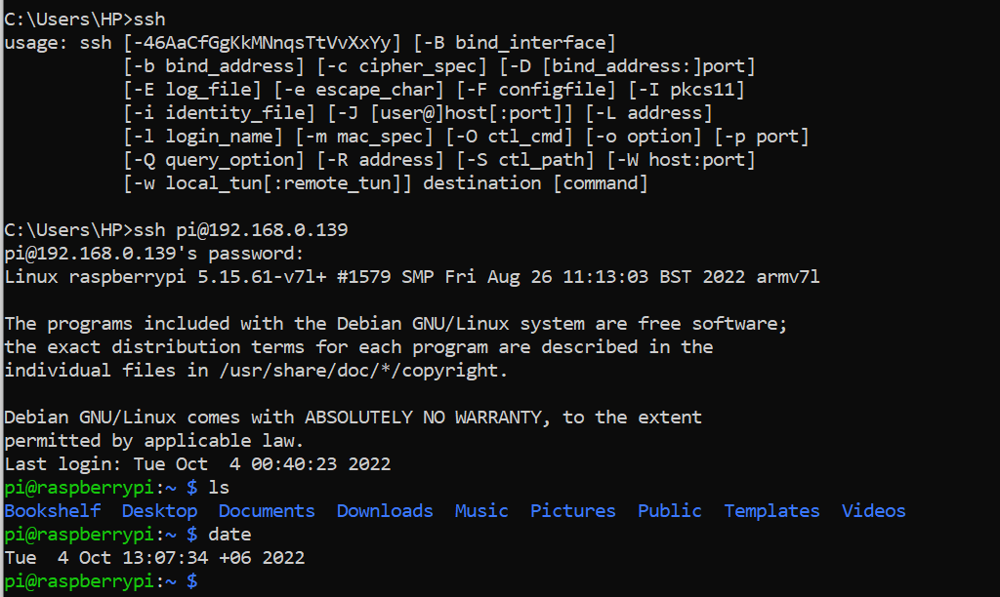 C:\Users\HP>ssh
usage: ssh [-46AaCfGgKkMNnqsTtVvXxYy] [-B bind_interface]
           [-b bind_address] [-c cipher_spec] [-D [bind_address:]port]
           [-E log_file] [-e escape_char] [-F configfile] [-I pkcs11]
           [-i identity_file] [-J [user@]host[:port]] [-L address]
           [-l login_name] [-m mac_spec] [-O ctl_cmd] [-o option] [-p port]
           [-Q query_option] [-R address] [-S ctl_path] [-W host:port]
           [-w local_tun[:remote_tun]] destination [command]

C:\Users\HP>ssh pi@192.168.0.139
pi@192.168.0.139's password:
Linux raspberrypi 5.15.61-v7l+ #1579 SMP Fri Aug 26 11:13:03 BST 2022 armv7l

The programs included with the Debian GNU/Linux system are free software;
the exact distribution terms for each program are described in the
individual files in /usr/share/doc/*/copyright.

Debian GNU/Linux comes with ABSOLUTELY NO WARRANTY, to the extent
permitted by applicable law.
Last login: Tue Oct  4 00:40:23 2022
pi@raspberrypi:~ $ ls
Bookshelf  Desktop  Documents  Downloads  Music  Pictures  Public  Templates  Videos
pi@raspberrypi:~ $ date
Tue  4 Oct 13:07:34 +06 2022
pi@raspberrypi:~ $